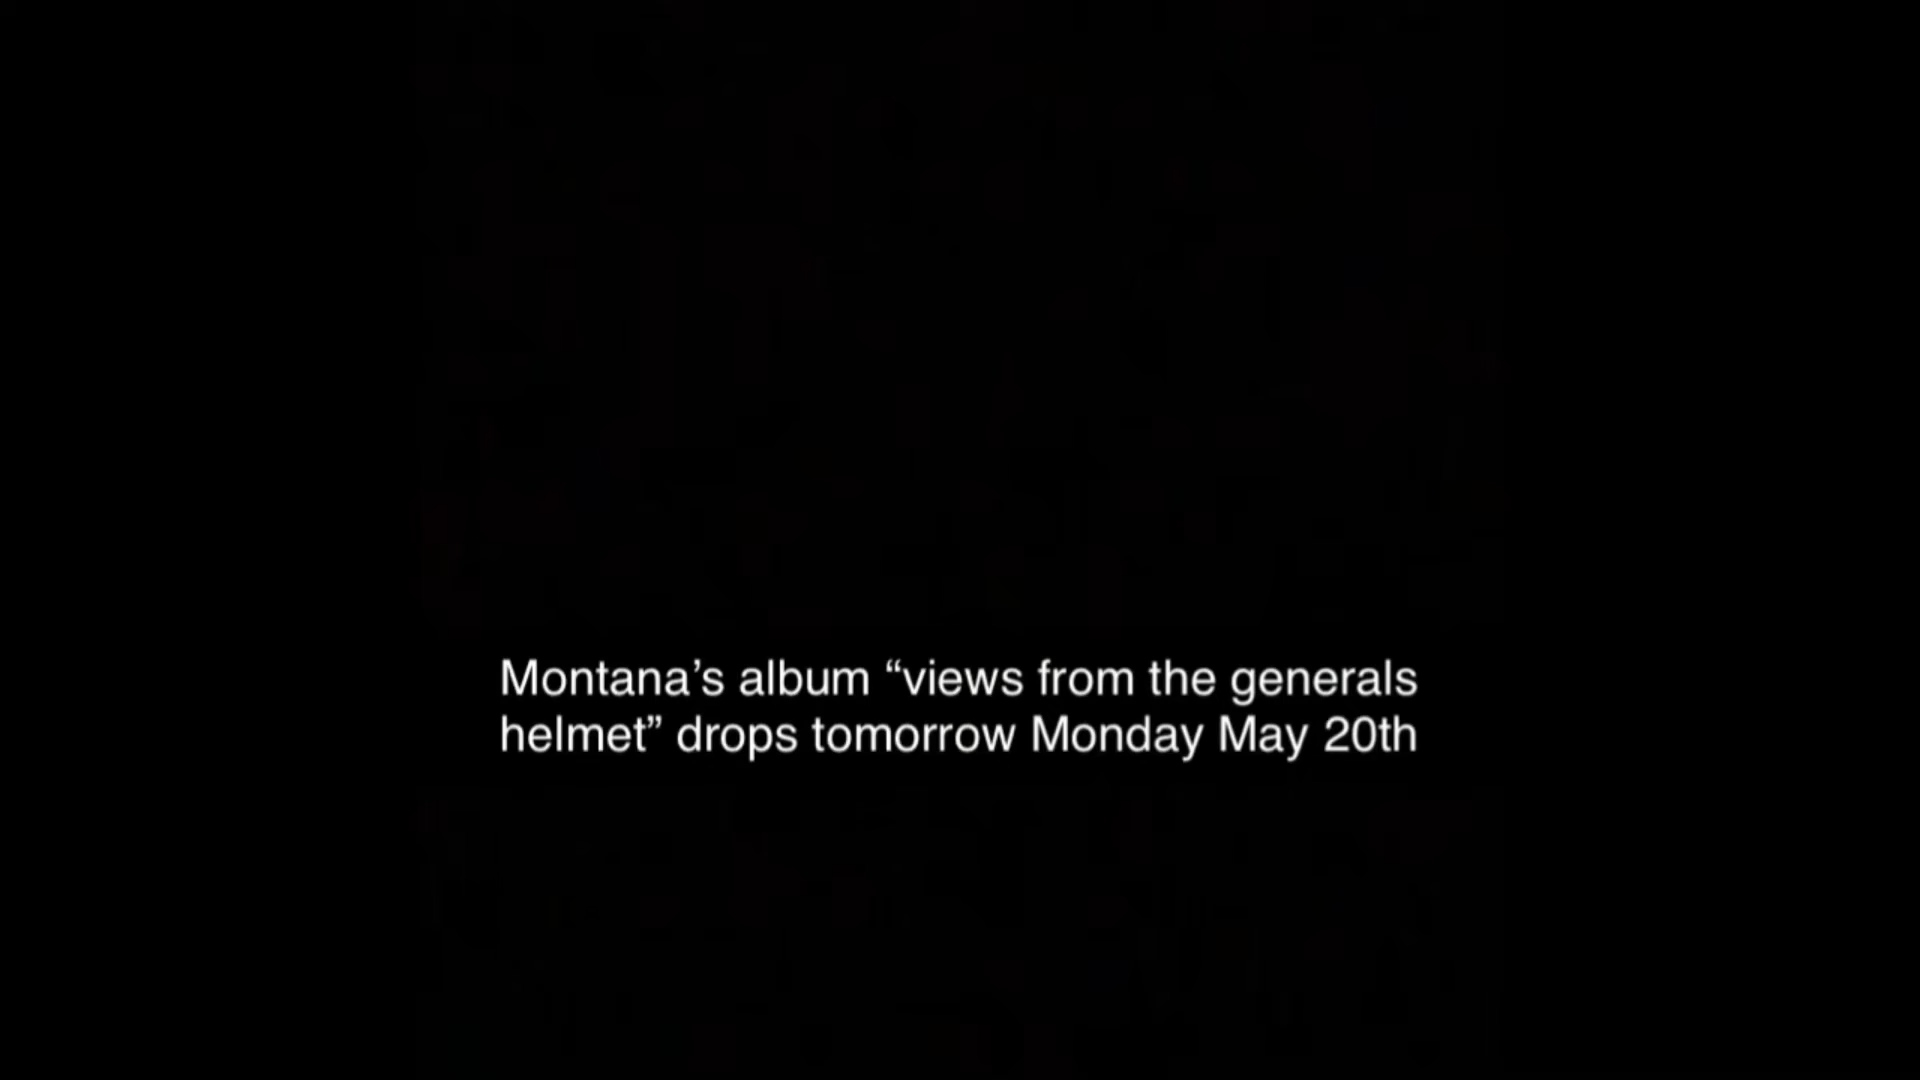 Montana’s album “views from the generals
helmet” drops tomorrow Monday May 20th